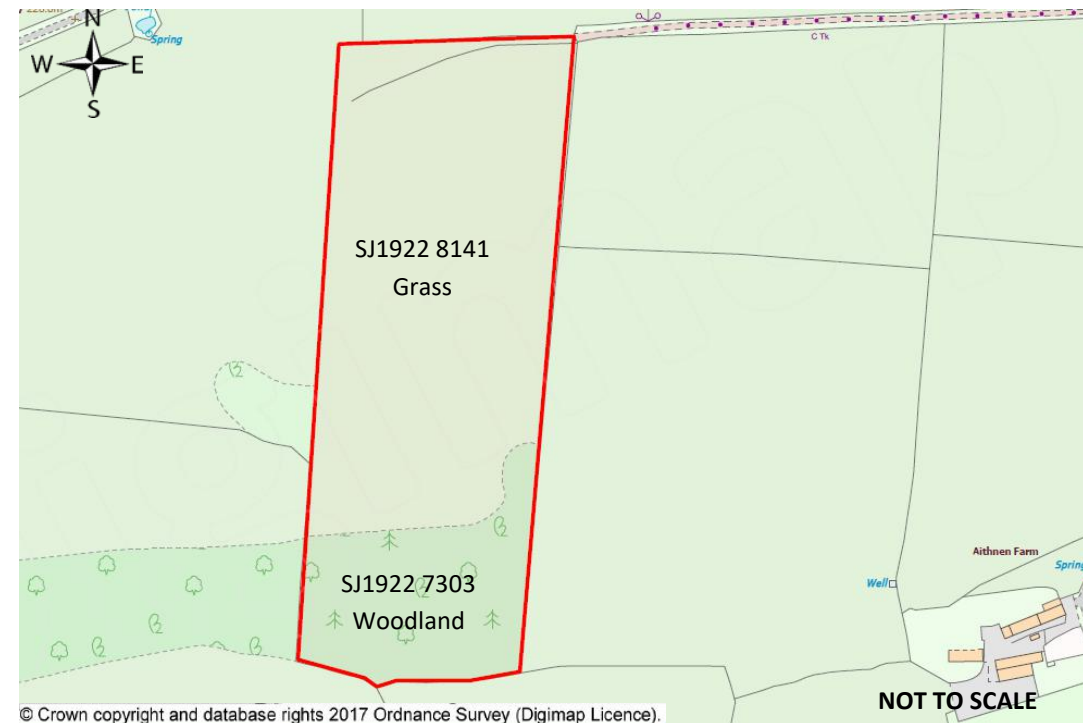 N
Spring
W E
S
C Tk
SJ1922 8141
Grass
Aithnen Farm
Spring
Well
SJ1922 7303
Woodland
NOT TO SCALE
© Crown copyright and database rights 2017 Ordnance Survey (Digimap Licence).